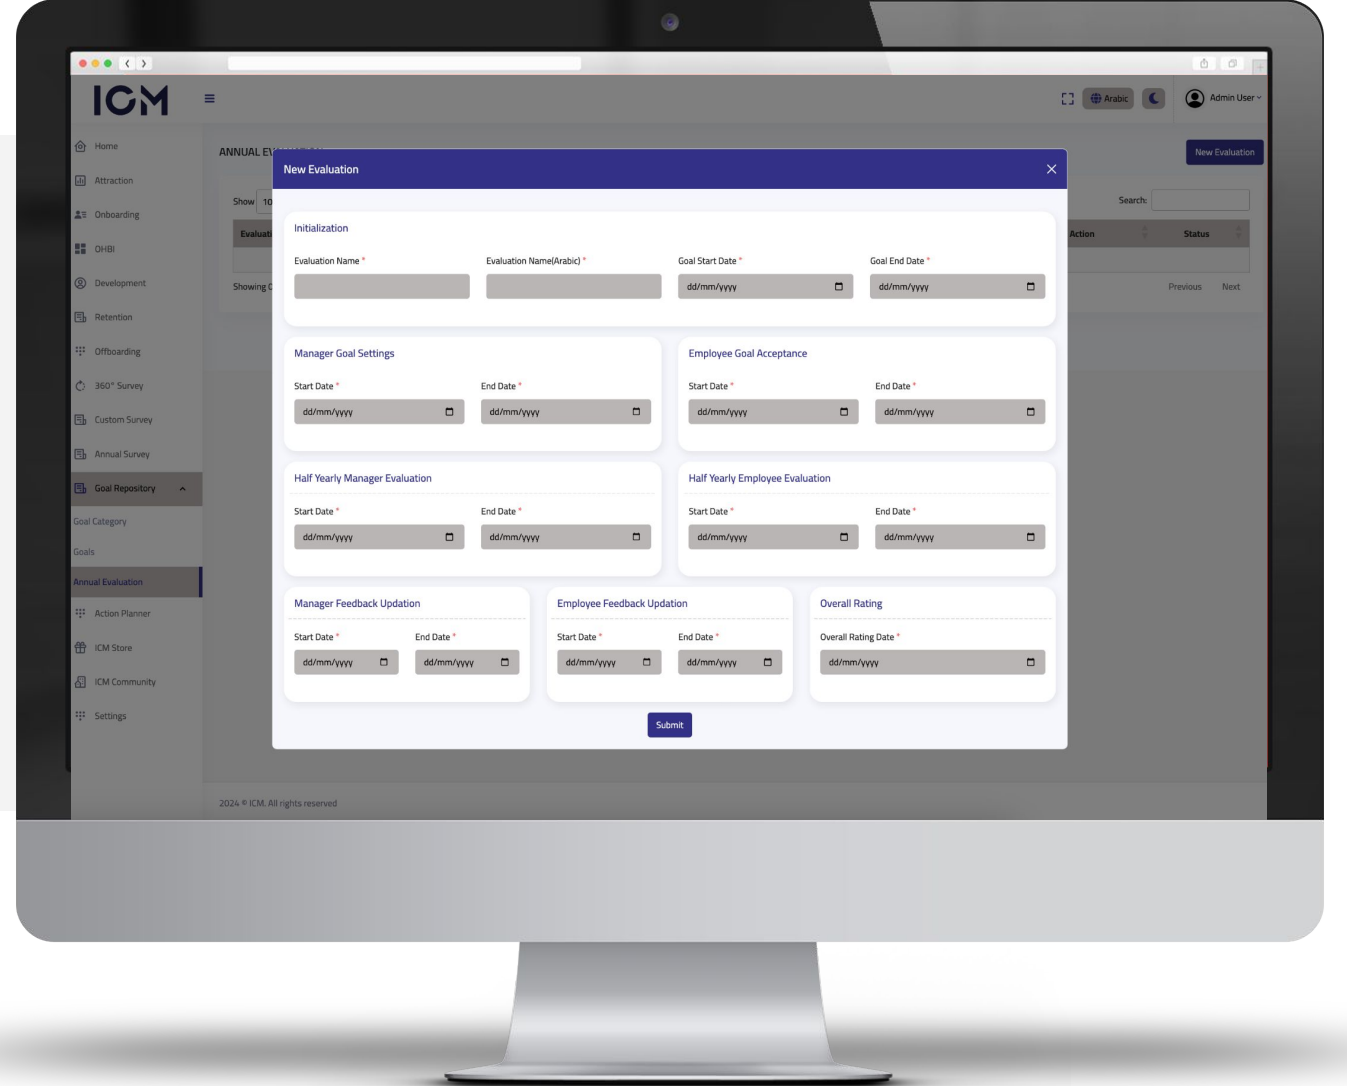 ICM
Arabic
Admin User
Home
Attraction
Onboarding
OHBI
Development
Retention
Offboarding
360° Survey
Custom Survey
Annual Survey
Goal Repository
Goal Category
Goals
Annual Evaluation
Action Planner
ICM Store
ICM Community
Settings
ANNUAL
New Evaluation
Show 10
Search:
Action Status
Showing
Previous Next
New Evaluation
Initialization
Evaluation Name * Evaluation Name(Arabic) * Goal Start Date * Goal End Date *
dd/mm/yyyy dd/mm/yyyy
Manager Goal Settings Employee Goal Acceptance
Start Date * End Date * Start Date * End Date *
dd/mm/yyyy dd/mm/yyyy dd/mm/yyyy dd/mm/yyyy
Half Yearly Manager Evaluation Half Yearly Employee Evaluation
Start Date * End Date * Start Date * End Date *
dd/mm/yyyy dd/mm/yyyy dd/mm/yyyy dd/mm/yyyy
Manager Feedback Updation Employee Feedback Updation Overall Rating
Start Date * End Date * Start Date * End Date * Overall Rating Date *
dd/mm/yyyy dd/mm/yyyy dd/mm/yyyy dd/mm/yyyy dd/mm/yyyy
Submit
2024 © ICM. All rights reserved